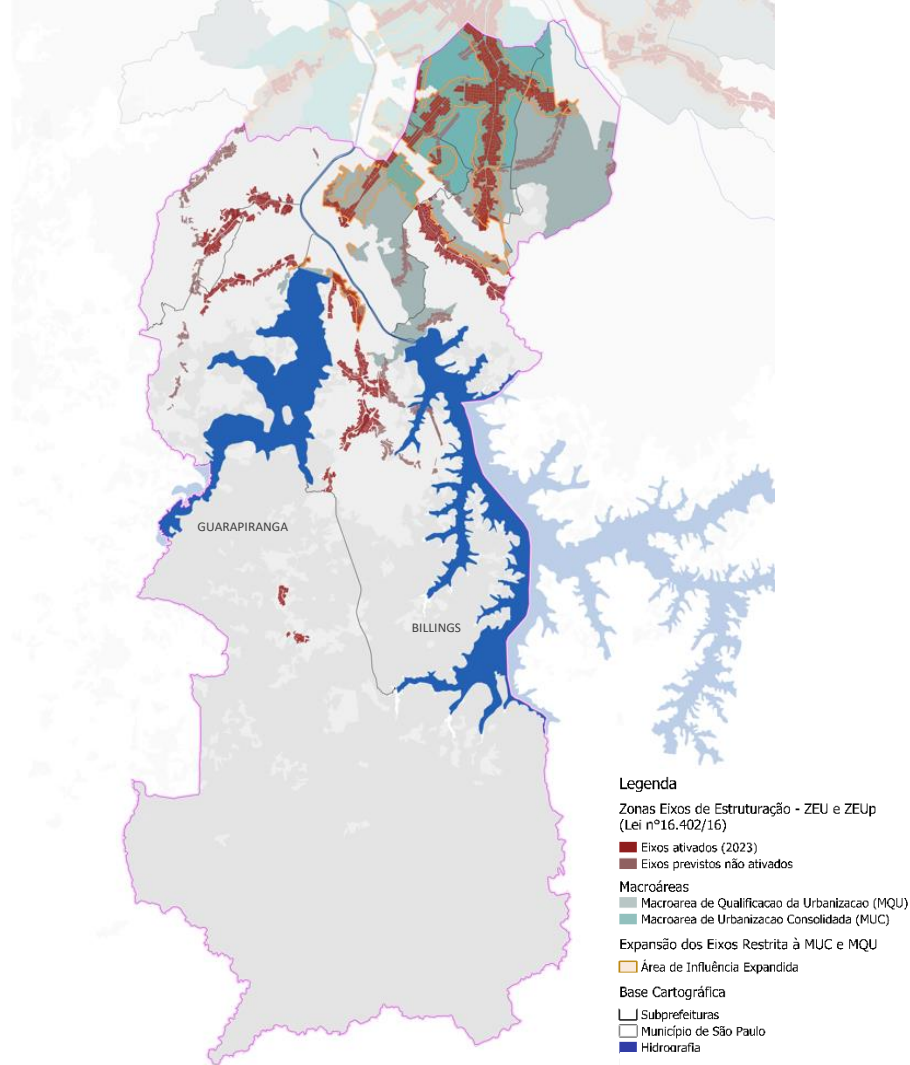 GUARAPIRANGA
BILLINGS
Legenda
Zonas Eixos de Estruturação - ZEU e ZEUp
(Lei nº16.402/16)
Eixos ativados (2023)
Eixos previstos não ativados
Macroáreas
Macroarea de Qualificacao da Urbanizacao (MQU)
Macroarea de Urbanizacao Consolidada (MUC)
Expansão dos Eixos Restrita à MUC e MQU
Área de Influência Expandida
Base Cartográfica
Subprefeituras
Município de São Paulo
Hidrografia